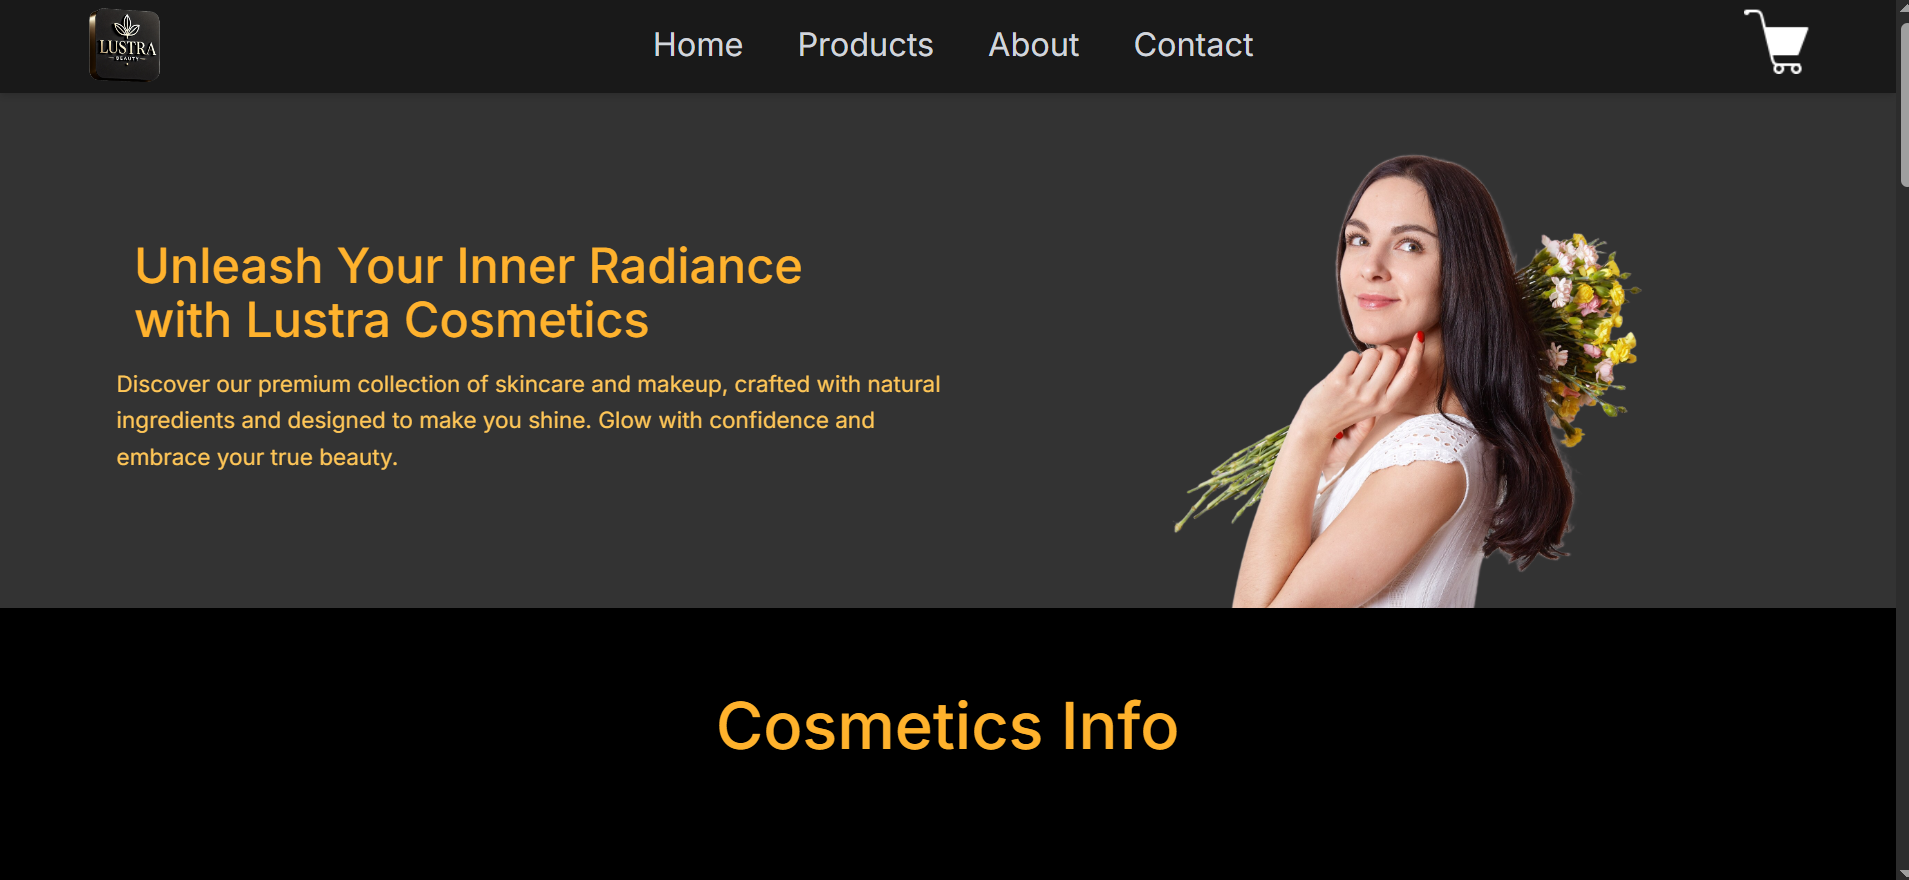 LUSTRA
BEAUTY
Home Products About Contact
Unleash Your Inner Radiance
with Lustra Cosmetics
Discover our premium collection of skincare and makeup, crafted with natural
ingredients and designed to make you shine. Glow with confidence and
embrace your true beauty.
Cosmetics Info